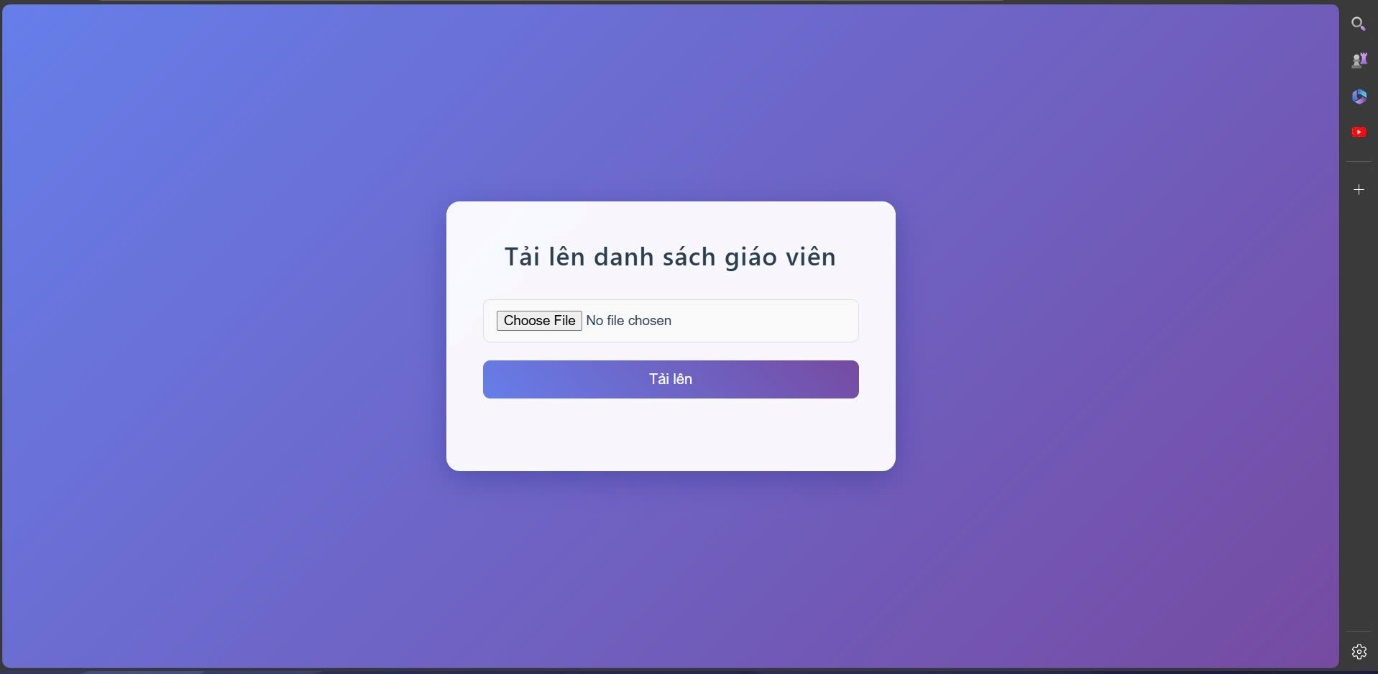 Tải lên danh sách giáo viên
Choose File No file chosen
Tải lên